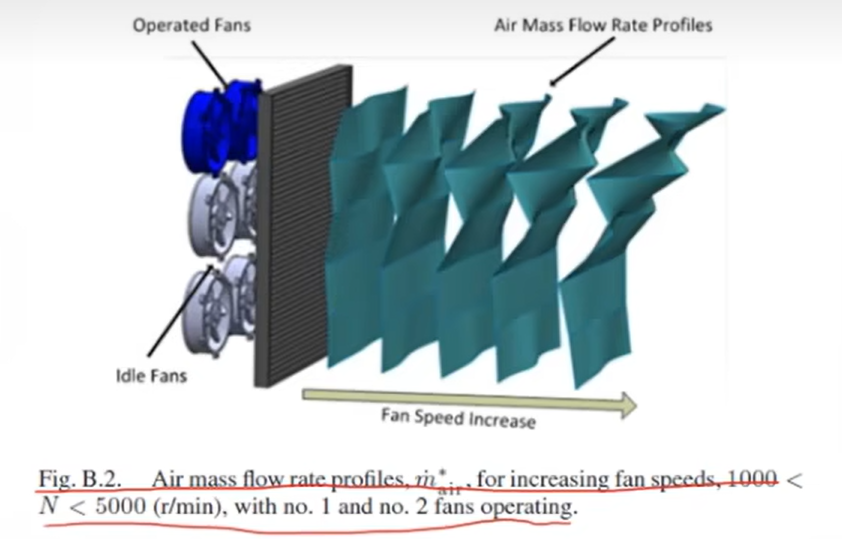 Operated Fans
Air Mass Flow Rate Profiles
Idle Fans
Fan Speed Increase
Fig. B.2. Air mass flow rate profiles, ṁ*air, for increasing fan speeds, 1000 <
N < 5000 (r/min), with no. 1 and no. 2 fans operating.